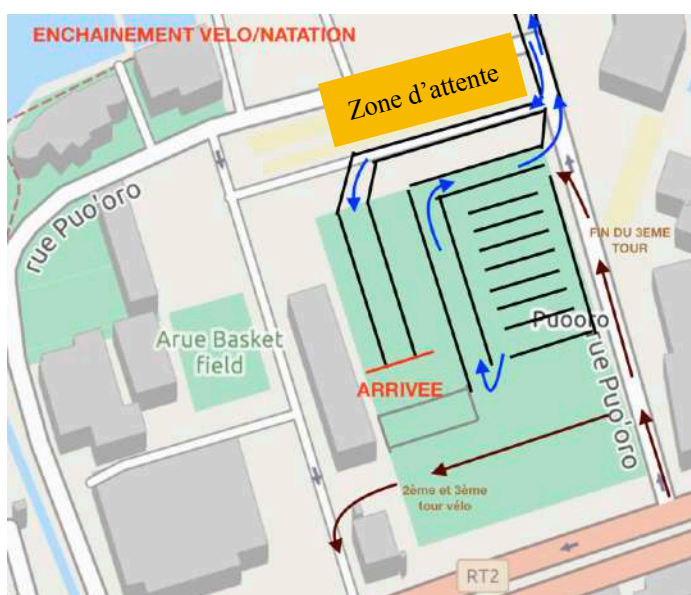 ENCHAINEMENT VELO/NATATION
Zone d'attente
rue Puo'oro
FIN DU 3EME
TOUR
Arue Basket
field
Puooro
rue Puo'oro
ARRIVEE
2ème et 3ème
tour vélo
RT2